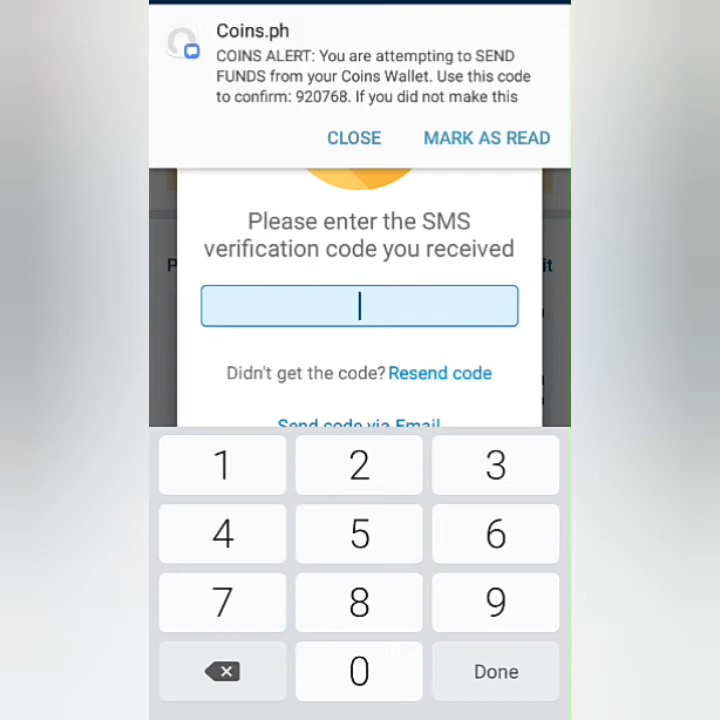 Coins.ph
COINS ALERT: You are attempting to SEND
FUNDS from your Coins Wallet. Use this code
to confirm: 920768. If you did not make this
CLOSE MARK AS READ
Please enter the SMS
verification code you received
P it
Didn't get the code? Resend code
Send code via Email
1 2 3
4 5 6
7 8 9
0 Done